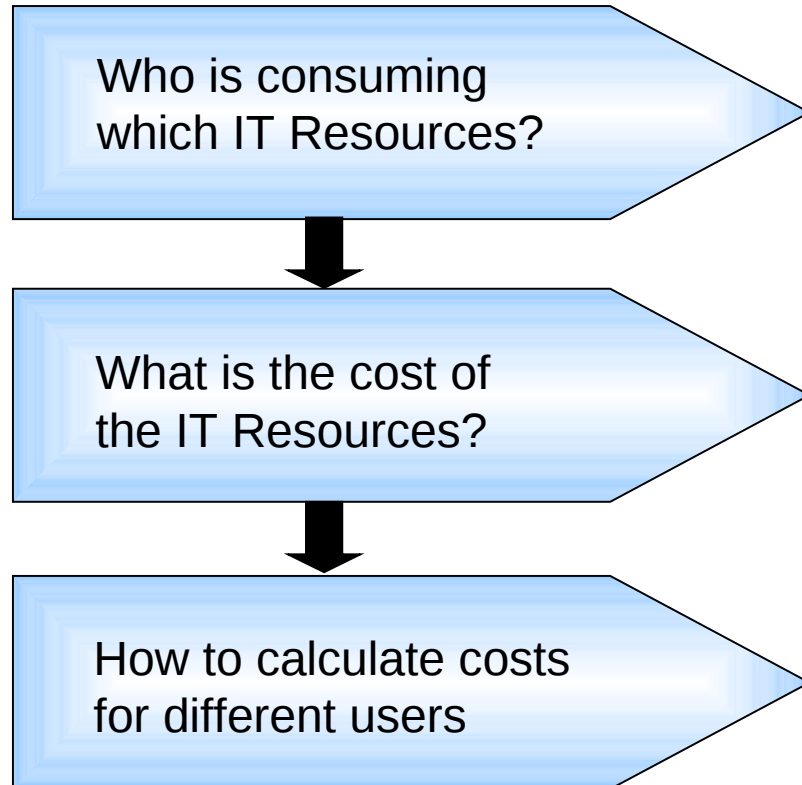 Who is consuming
which IT Resources?
What is the cost of
the IT Resources?
How to calculate costs
for different users